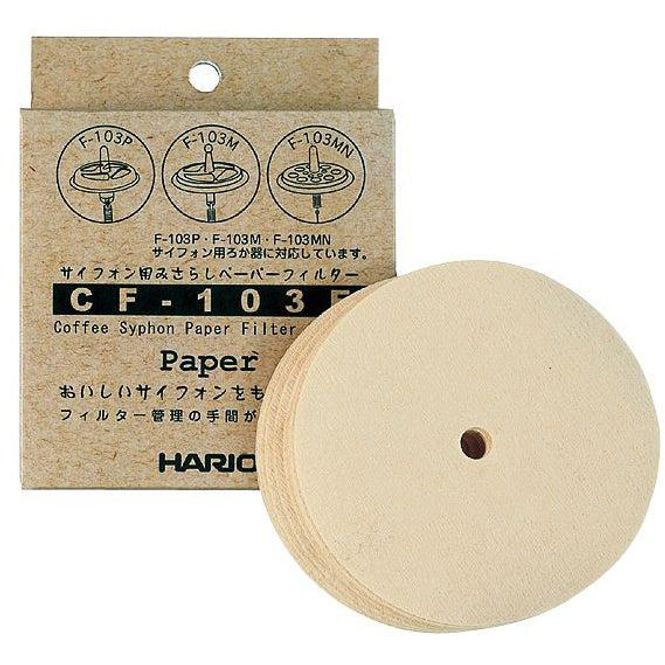 F-103P
F-103M
F-103MN
F-103P・F-103M・F-103MN
サイフォン用ろか器に対応しています。
サイフォン用みさらしペーパーフィルター
CF-103
Coffee Syphon Paper Filter
Paper
おいしいサイフォンをも
フィルター管理の手間が
HARIO